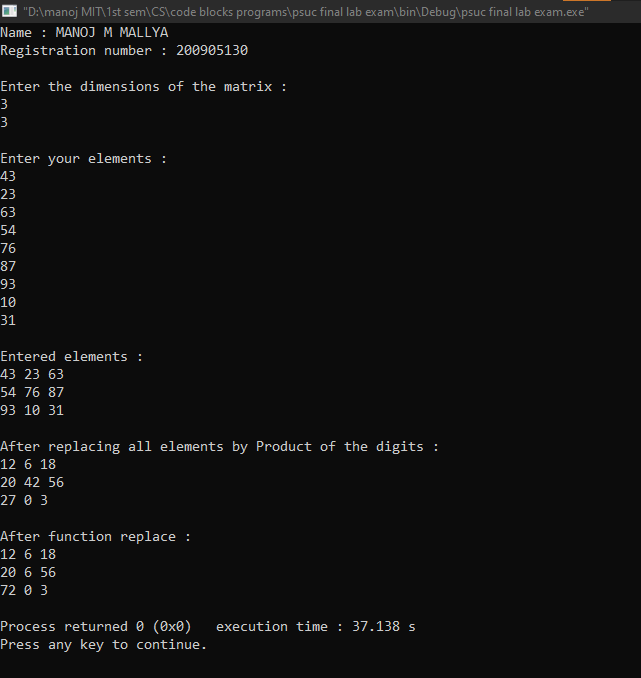 "D:\manoj MIT\1st sem\CS\code blocks programs\psuc final lab exam\bin\Debug\psuc final lab exam.exe"
Name : MANOJ M MALLYA
Registration number : 200905130
Enter the dimensions of the matrix :
3
3
Enter your elements :
43
23
63
54
76
87
93
10
31
Entered elements :
43 23 63
54 76 87
93 10 31
After replacing all elements by Product of the digits :
12 6 18
20 42 56
27 0 3
After function replace :
12 6 18
20 6 56
72 0 3
Process returned 0 (0x0)   execution time : 37.138 s
Press any key to continue.